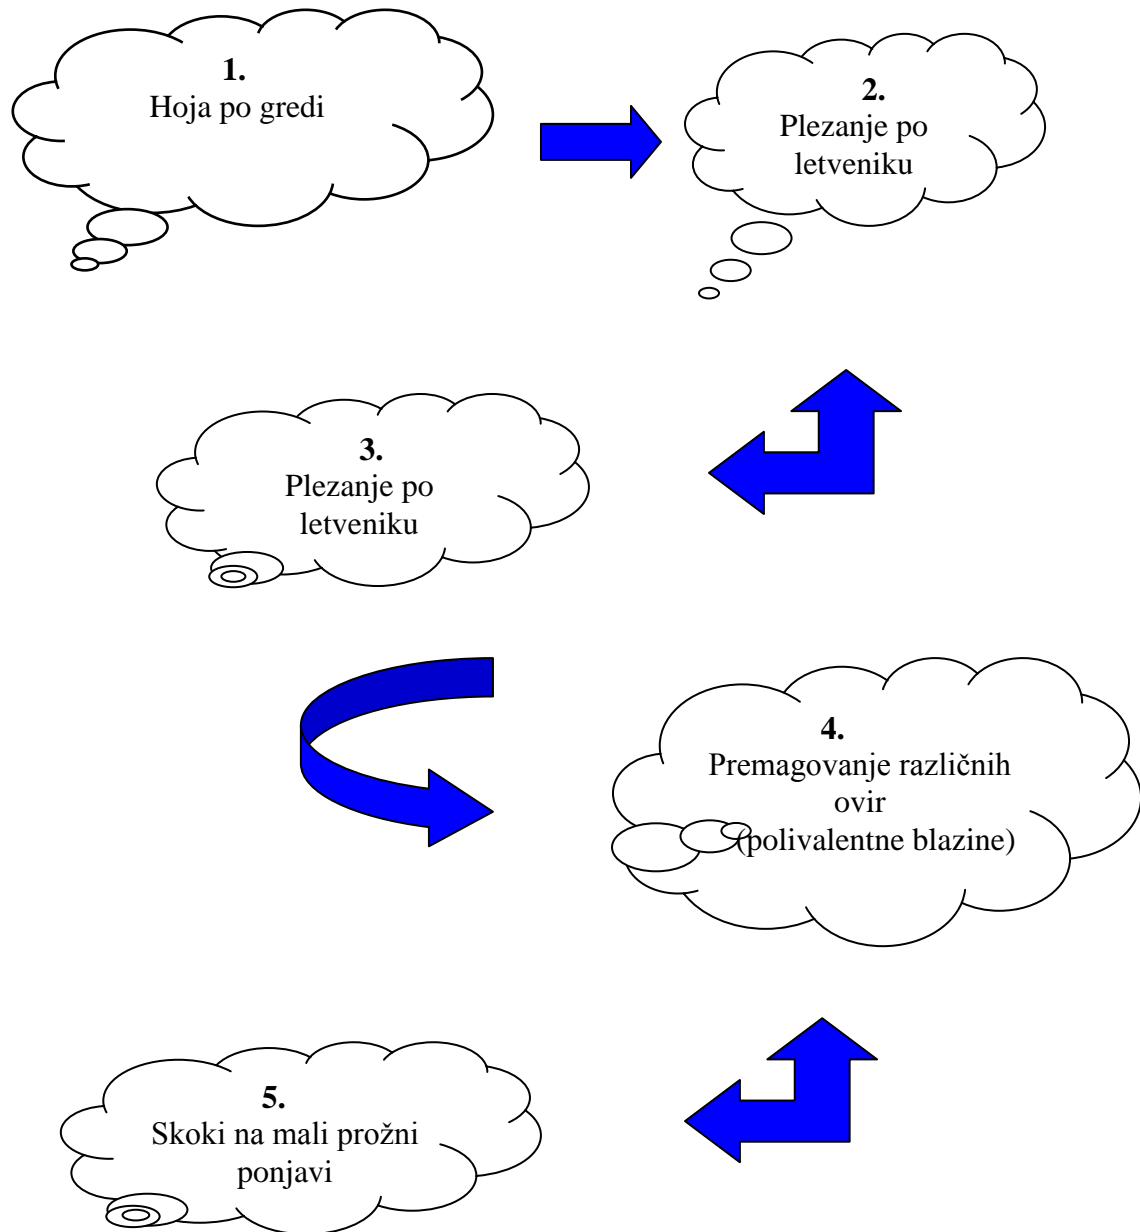 1.
Hoja po gredi
2.
Plezanje po
letveniku
3.
Plezanje po
letveniku
4.
Premagovanje različnih
ovir
(polivalentne blazine)
5.
Skoki na mali prožni
ponjavi